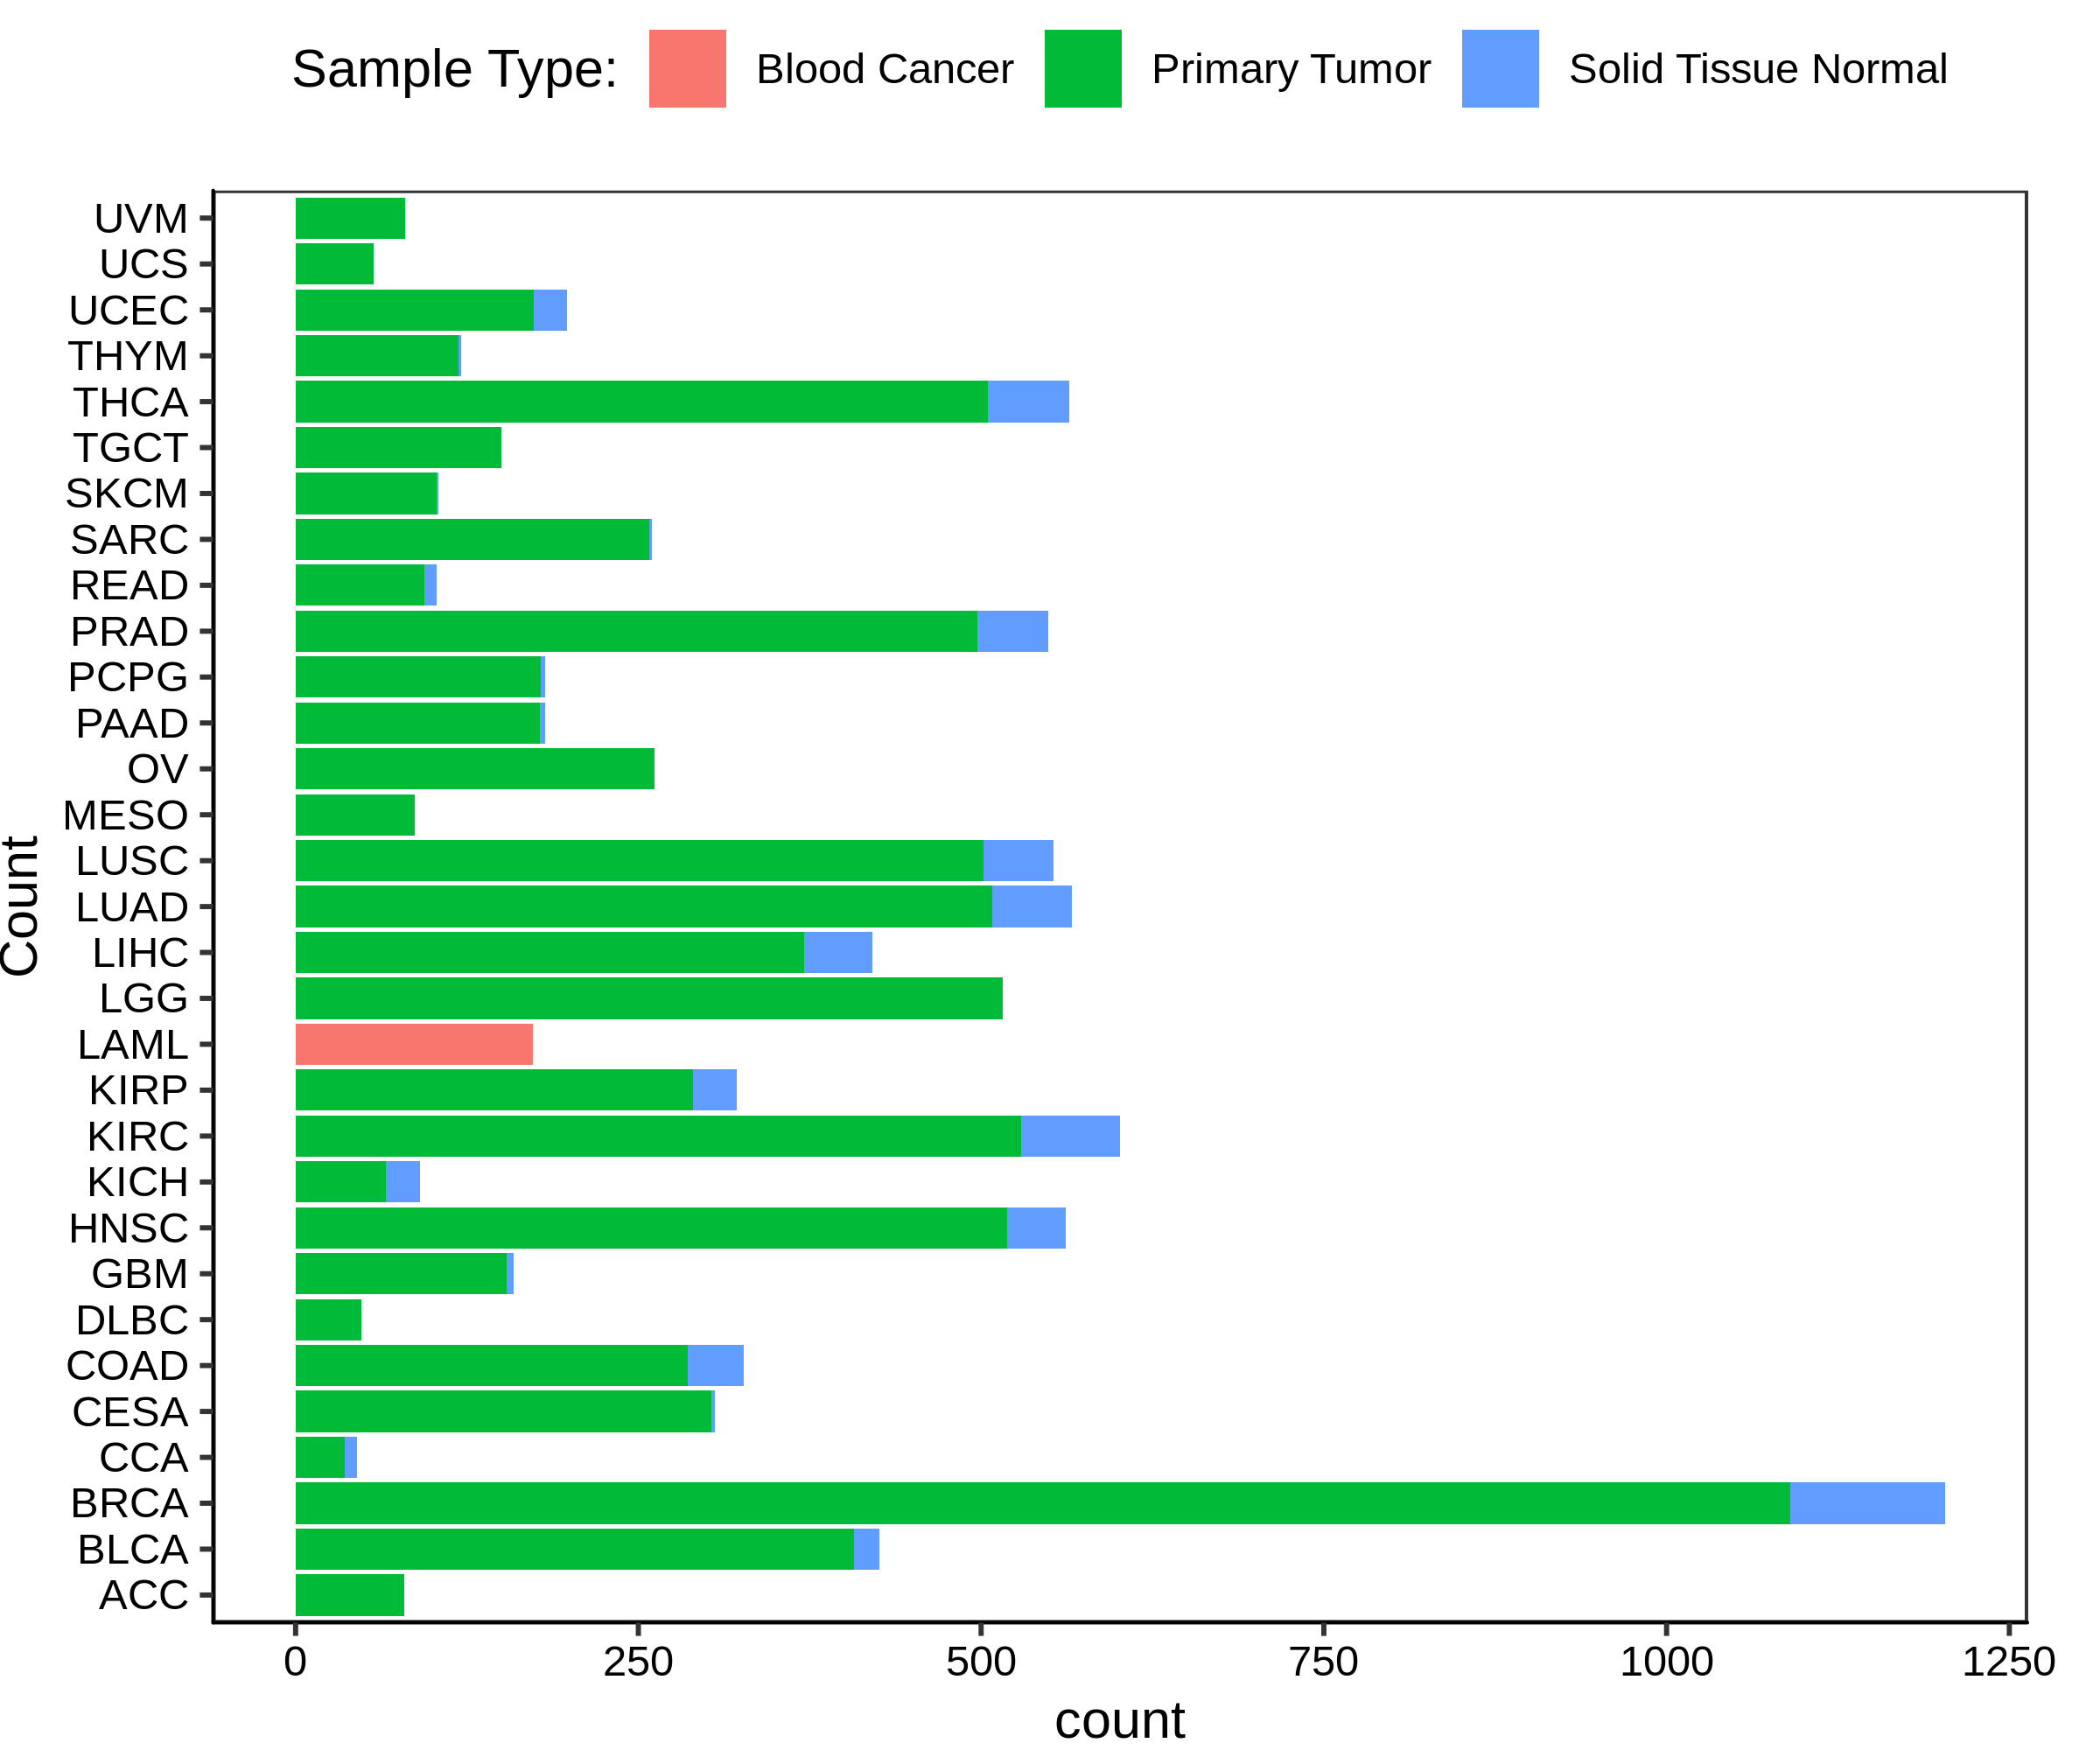 Sample Type: Blood Cancer Primary Tumor Solid Tissue Normal
UVM
UCS
UCEC
THYM
THCA
TGCT
SKCM
SARC
READ
PRAD
PCPG
PAAD
OV
MESO
LUSC
LUAD
LIHC
LGG
LAML
KIRP
KIRC
KICH
HNSC
GBM
DLBC
COAD
CESA
CCA
BRCA
BLCA
ACC
Count
0 250 500 750 1000 1250
count